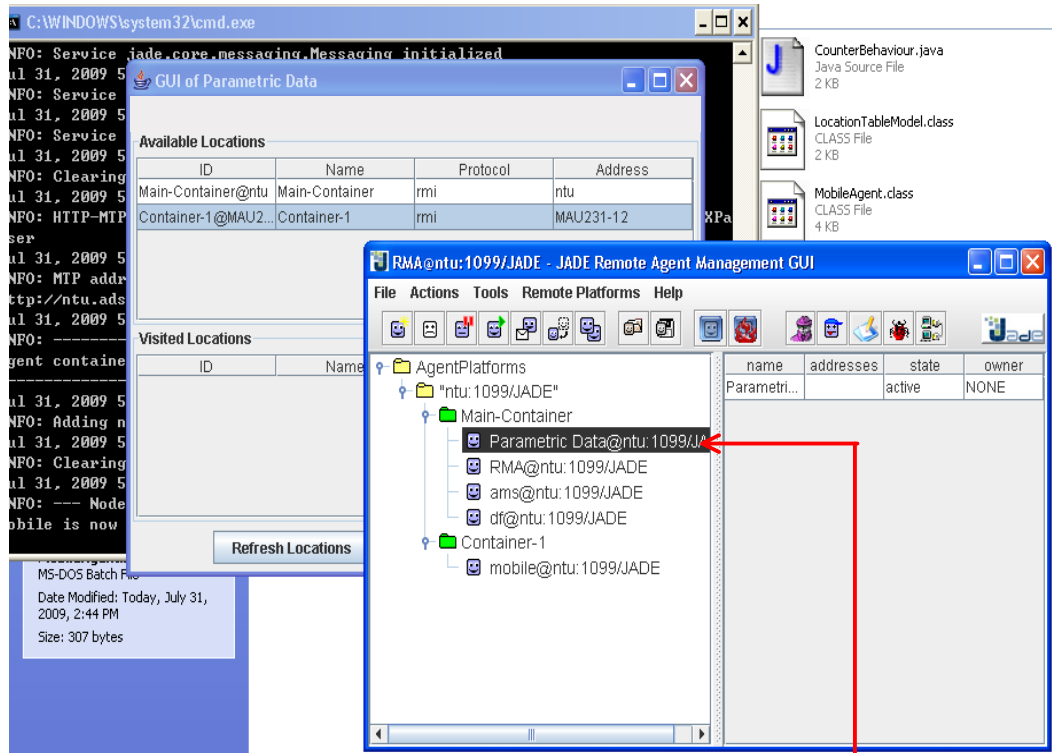 C:\WINDOWS\system32\cmd.exe
NFO: Service jade.core.messaging.Messaging initialized
ul 31, 2009 5
NFO: Service
ul 31, 2009 5
NFO: Service
ul 31, 2009 5
NFO: Clearing
ul 31, 2009 5
NFO: HTTP-MTP XPa
ser
ul 31, 2009 5
NFO: MTP addr
ttp://ntu.ads
ul 31, 2009 5
NFO: ---------
gent containe
-------------
ul 31, 2009 5
NFO: Adding n
ul 31, 2009 5
NFO: Clearing
ul 31, 2009 5
NFO: --- Node
obile is now
GUI of Parametric Data
Available Locations
ID Name Protocol Address
Main-Container@ntu Main-Container rmi ntu
Container-1@MAU2... Container-1 rmi MAU231-12
Visited Locations
ID Name
Refresh Locations
MS-DOS Batch File
Date Modified: Today, July 31,
2009, 2:44 PM
Size: 307 bytes
CounterBehaviour.java
Java Source File
2 KB
LocationTableModel.class
CLASS File
2 KB
MobileAgent.class
CLASS File
4 KB
RMA@ntu:1099/JADE - JADE Remote Agent Management GUI
File Actions Tools Remote Platforms Help
Jade
AgentPlatforms
"ntu:1099/JADE"
Main-Container
Parametric Data@ntu:1099/JA
RMA@ntu:1099/JADE
ams@ntu:1099/JADE
df@ntu:1099/JADE
Container-1
mobile@ntu:1099/JADE
name addresses state owner
Parametri... active NONE